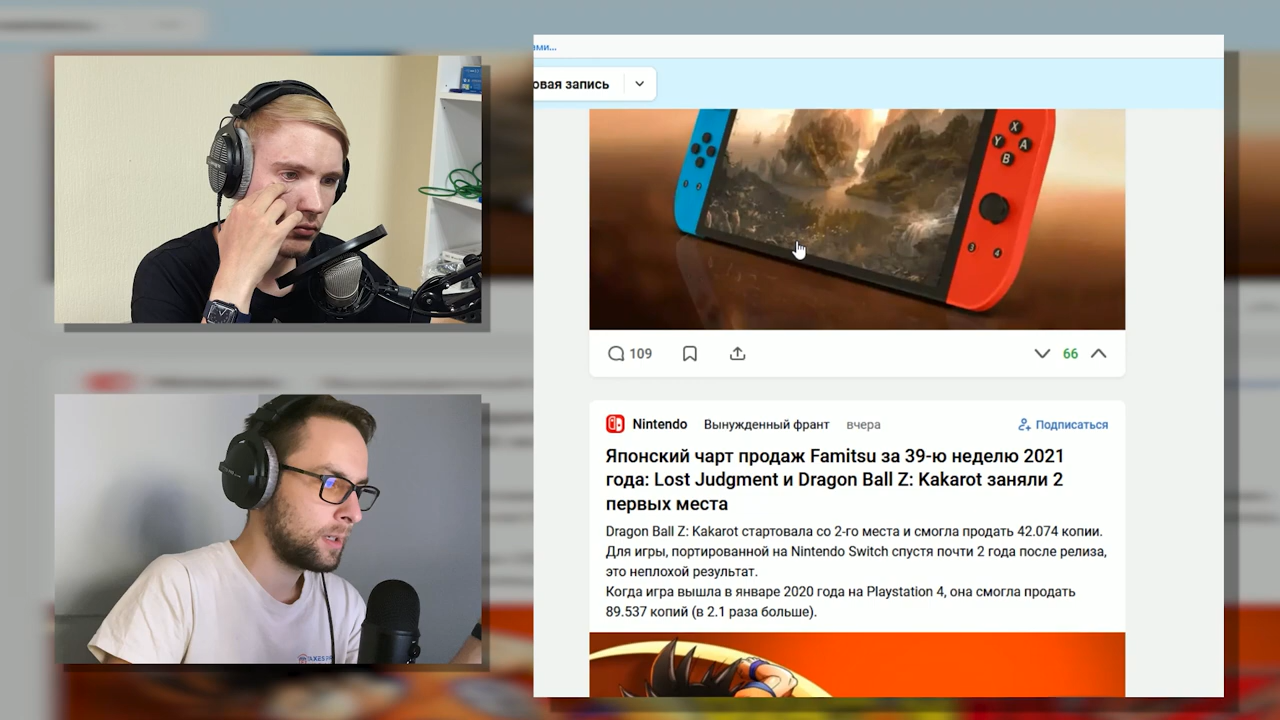 ями...
овая запись
X
Y A
B
109
66
Nintendo Вынужденный франт вчера Подписаться
Японский чарт продаж Famitsu за 39-ю неделю 2021
года: Lost Judgment и Dragon Ball Z: Kakarot заняли 2
первых места
Dragon Ball Z: Kakarot стартовала со 2-го места и смогла продать 42.074 копии.
Для игры, портированной на Nintendo Switch спустя почти 2 года после релиза,
это неплохой результат.
Когда игра вышла в январе 2020 года на Playstation 4, она смогла продать
89.537 копий (в 2.1 раза больше).